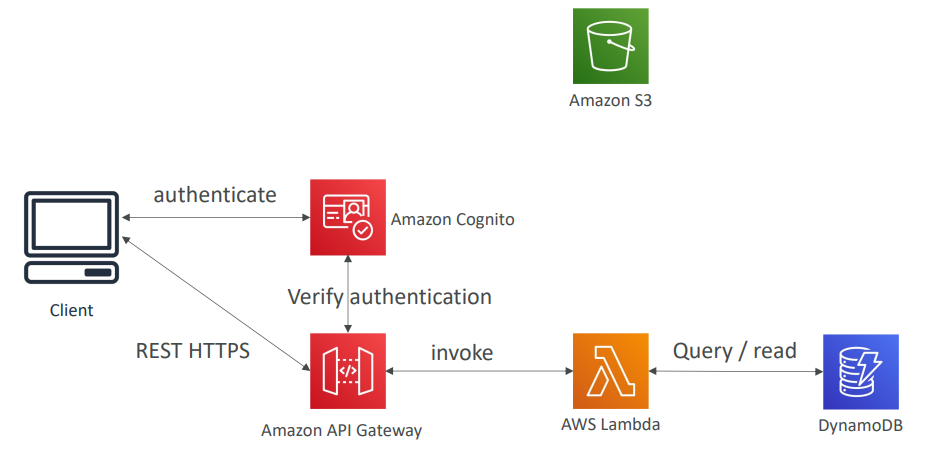 Amazon S3
authenticate
Amazon Cognito
Client
Verify authentication
REST HTTPS
invoke
Query / read
Amazon API Gateway
AWS Lambda
DynamoDB